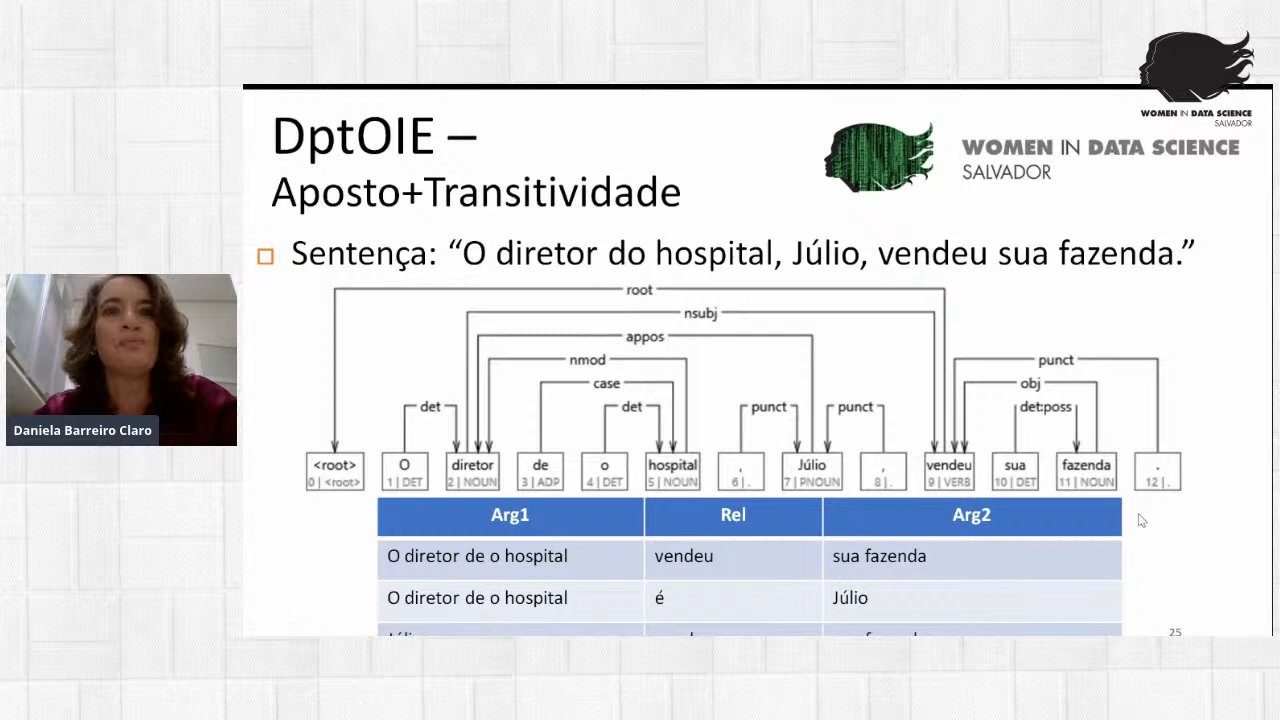 WOMEN IN DATA SCIENCE
SALVADOR
DptOIE –
Aposto+Transitividade
WOMEN IN DATA SCIENCE
SALVADOR
Sentença: “O diretor do hospital, Júlio, vendeu sua fazenda.”
root
nsubj
appos
nmod punct
case obj
det det punct punct det:poss
<root> O diretor de o hospital , Júlio , vendeu sua fazenda .
0 | <root> 1 | DET 2 | NOUN 3 | ADP 4 | DET 5 | NOUN 6 | . 7 | PNOUN 8 | . 9 | VERB 10 | DET 11 | NOUN 12 | .
Arg1 Rel Arg2
O diretor de o hospital vendeu sua fazenda
O diretor de o hospital é Júlio
25
Daniela Barreiro Claro